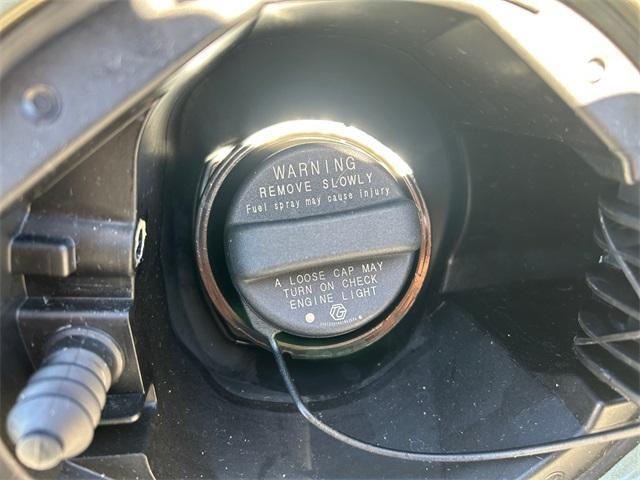 WARNING
REMOVE SLOWLY
Fuel spray may cause injury
A LOOSE CAP MAY
TURN ON CHECK
ENGINE LIGHT